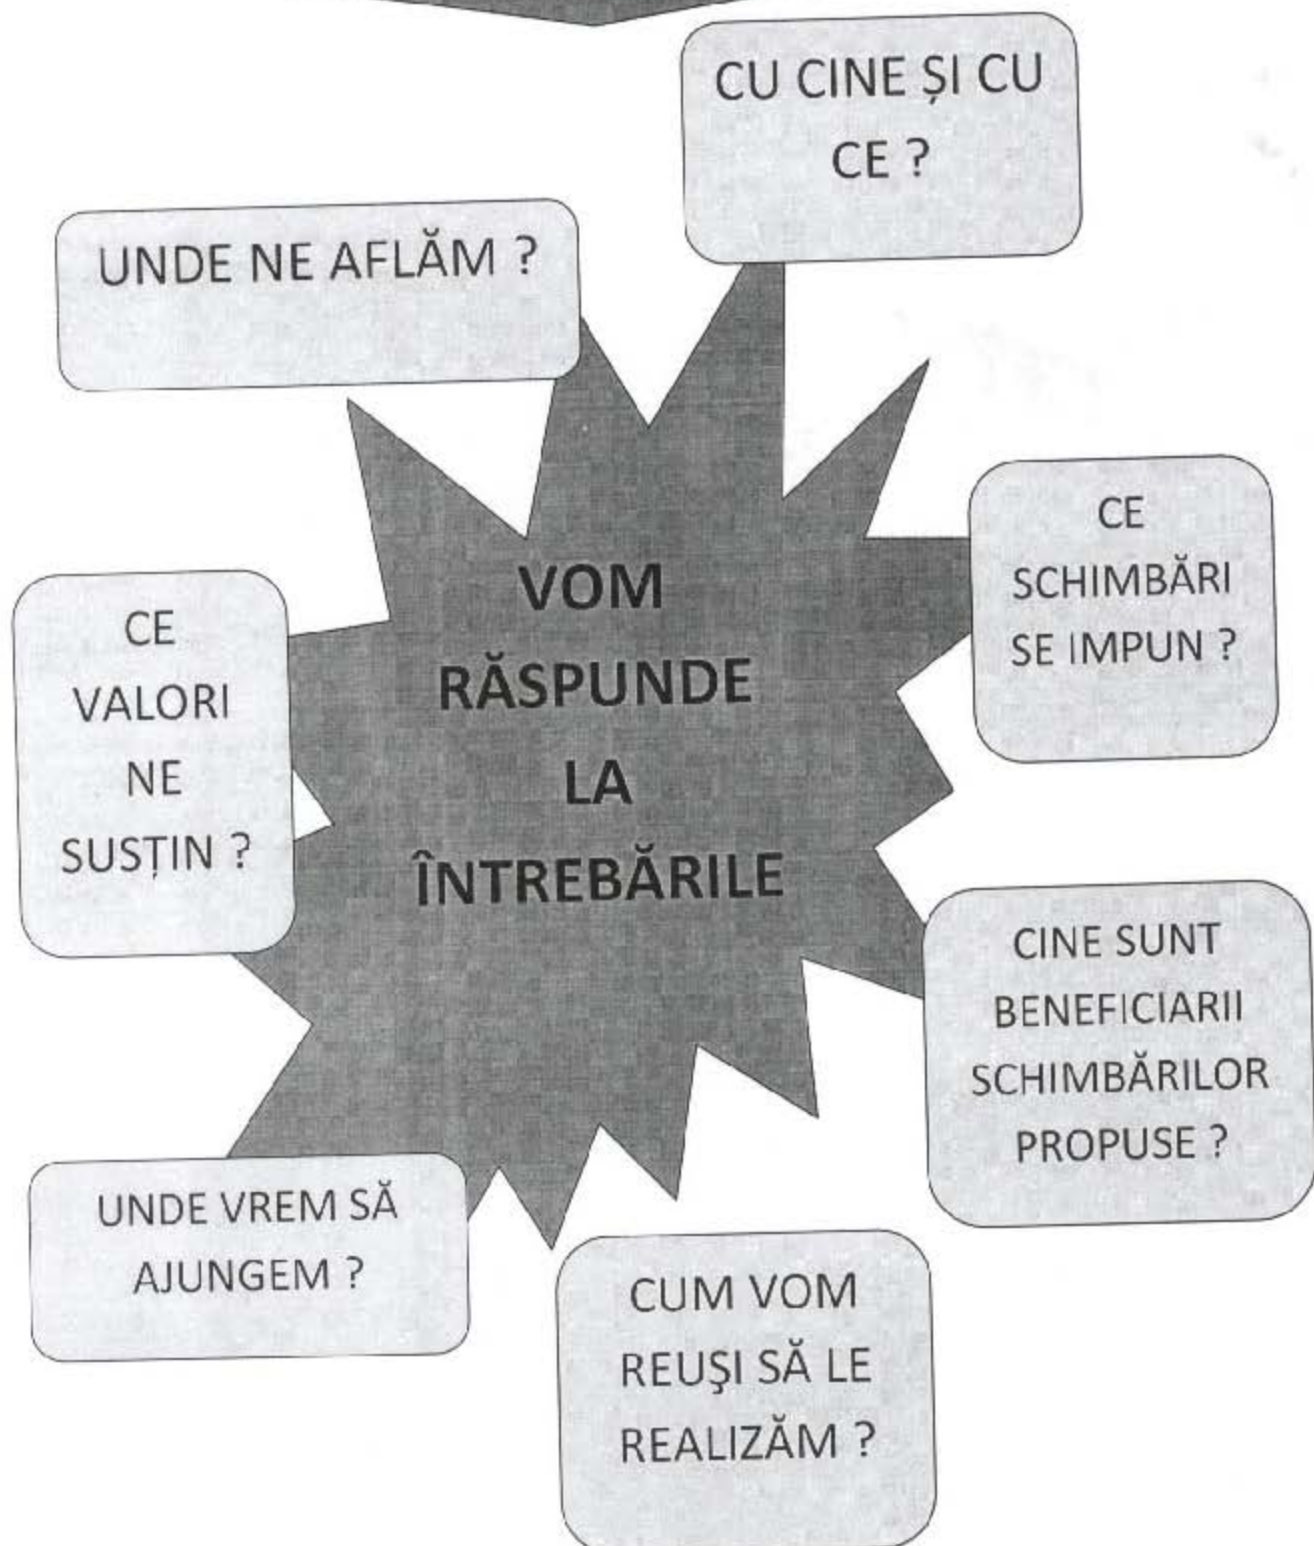 CU CINE ȘI CU
CE ?
UNDE NE AFLĂM ?
CE
SCHIMBĂRI
SE IMPUN ?
VOM
RĂSPUNDE
LA
ÎNTREBĂRILE
CE
VALORI
NE
SUSȚIN ?
CINE SUNT
BENEFICIARII
SCHIMBĂRILOR
PROPUSE ?
UNDE VREM SĂ
AJUNGEM ?
CUM VOM
REUŞI SĂ LE
REALIZĂM ?